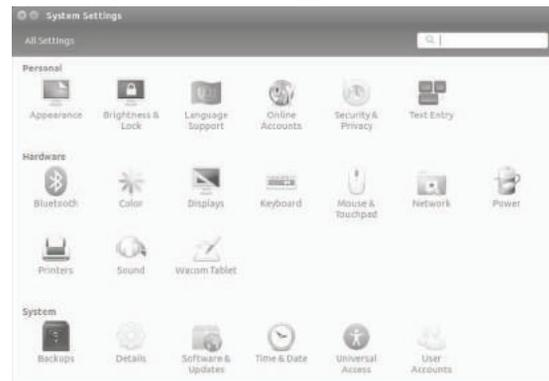 System Settings
All Settings
Personal
Appearance
Brightness & Lock
Language Support
Online Accounts
Security & Privacy
Text Entry
Hardware
Bluetooth
Color
Displays
Keyboard
Mouse & Touchpad
Network
Power
Printers
Sound
Wacom Tablet
System
Backups
Details
Software & Updates
Time & Date
Universal Access
User Accounts